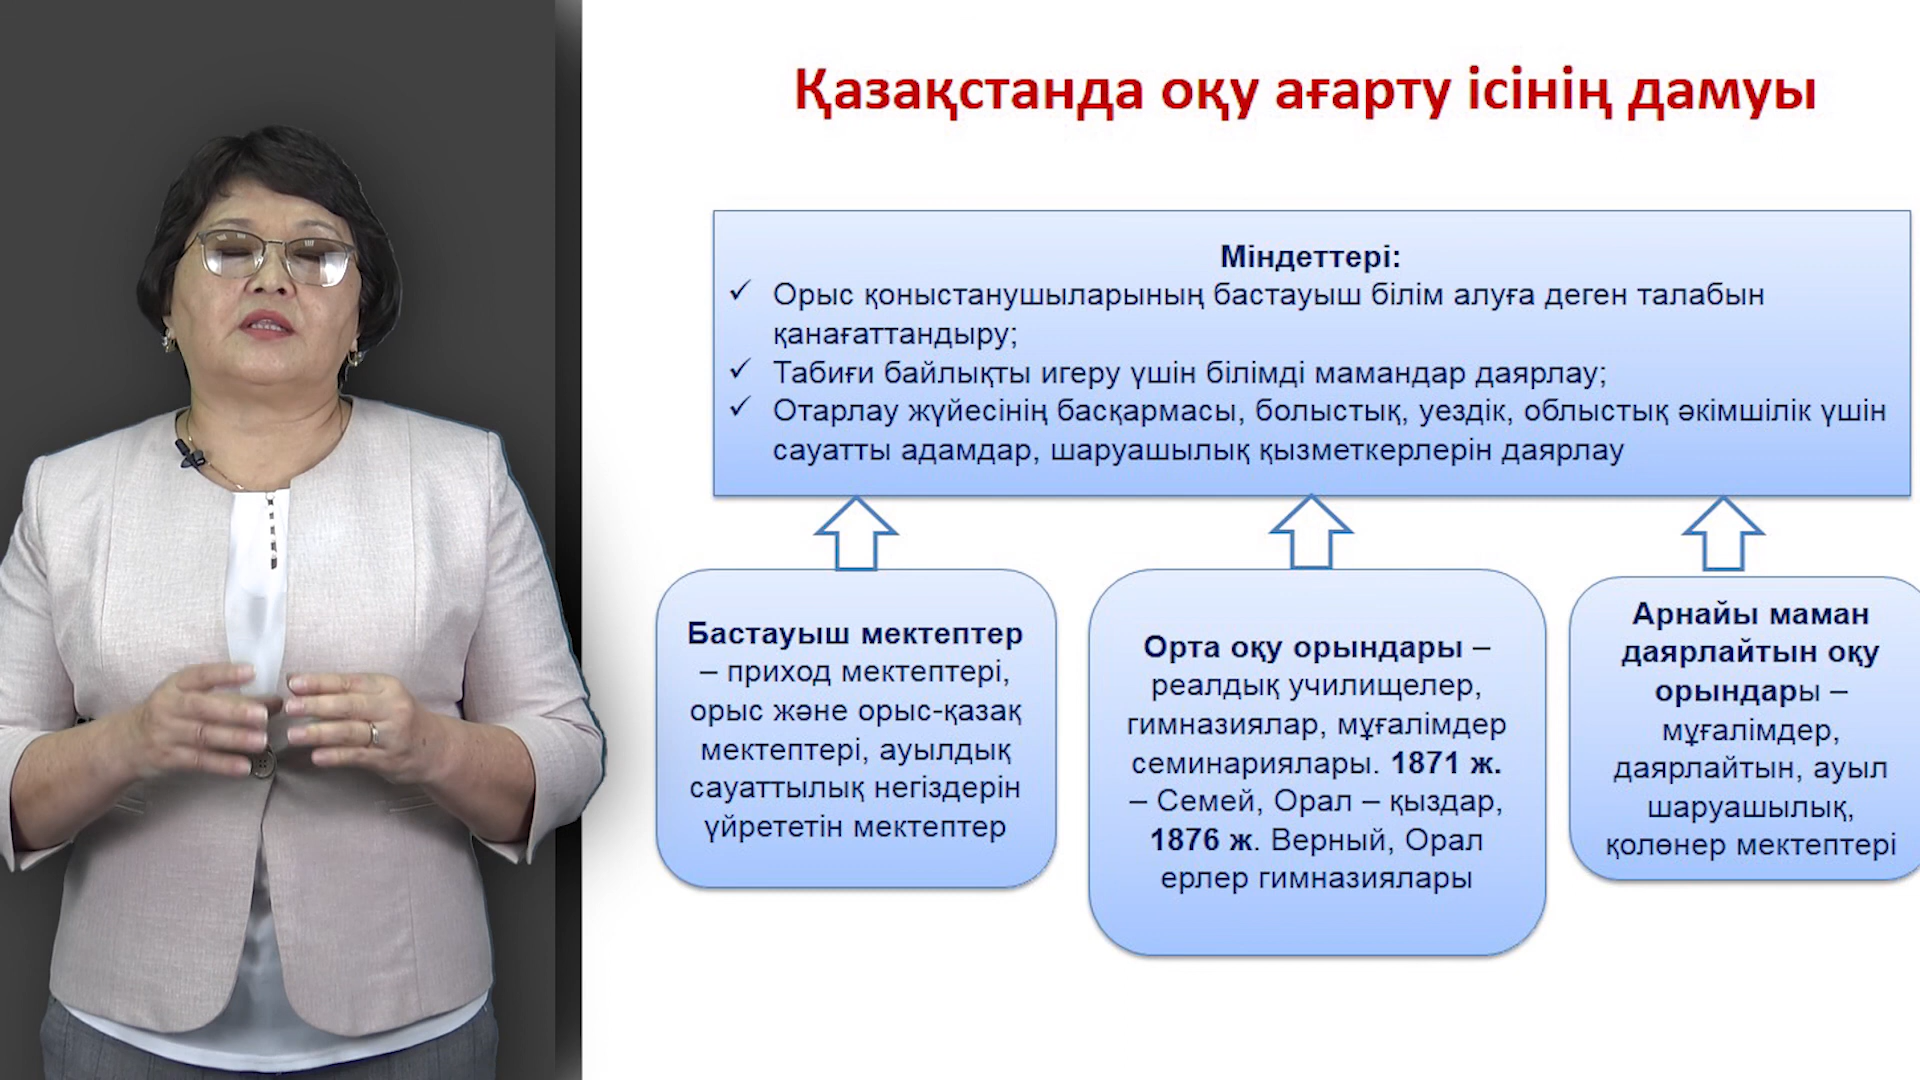 Қазақстанда оқу ағарту ісінің дамуы
Міндеттері:
✓ Орыс қоныстанушыларының бастауыш білім алуға деген талабын
қанағаттандыру;
✓ Табиғи байлықты игеру үшін білімді мамандар даярлау;
✓ Отарлау жүйесінің басқармасы, болыстық, уездік, облыстық әкімшілік үшін
сауатты адамдар, шаруашылық қызметкерлерін даярлау
Бастауыш мектептер
– приход мектептері,
орыс және орыс-қазақ
мектептері, ауылдық
сауаттылық негіздерін
үйрететін мектептер
Орта оқу орындары –
реалдық училищелер,
гимназиялар, мұғалімдер
семинариялары. 1871 ж.
– Семей, Орал – қыздар,
1876 ж. Верный, Орал
ерлер гимназиялары
Арнайы маман
даярлайтын оқу
орындары –
мұғалімдер,
даярлайтын, ауыл
шаруашылық,
қолөнер мектептері